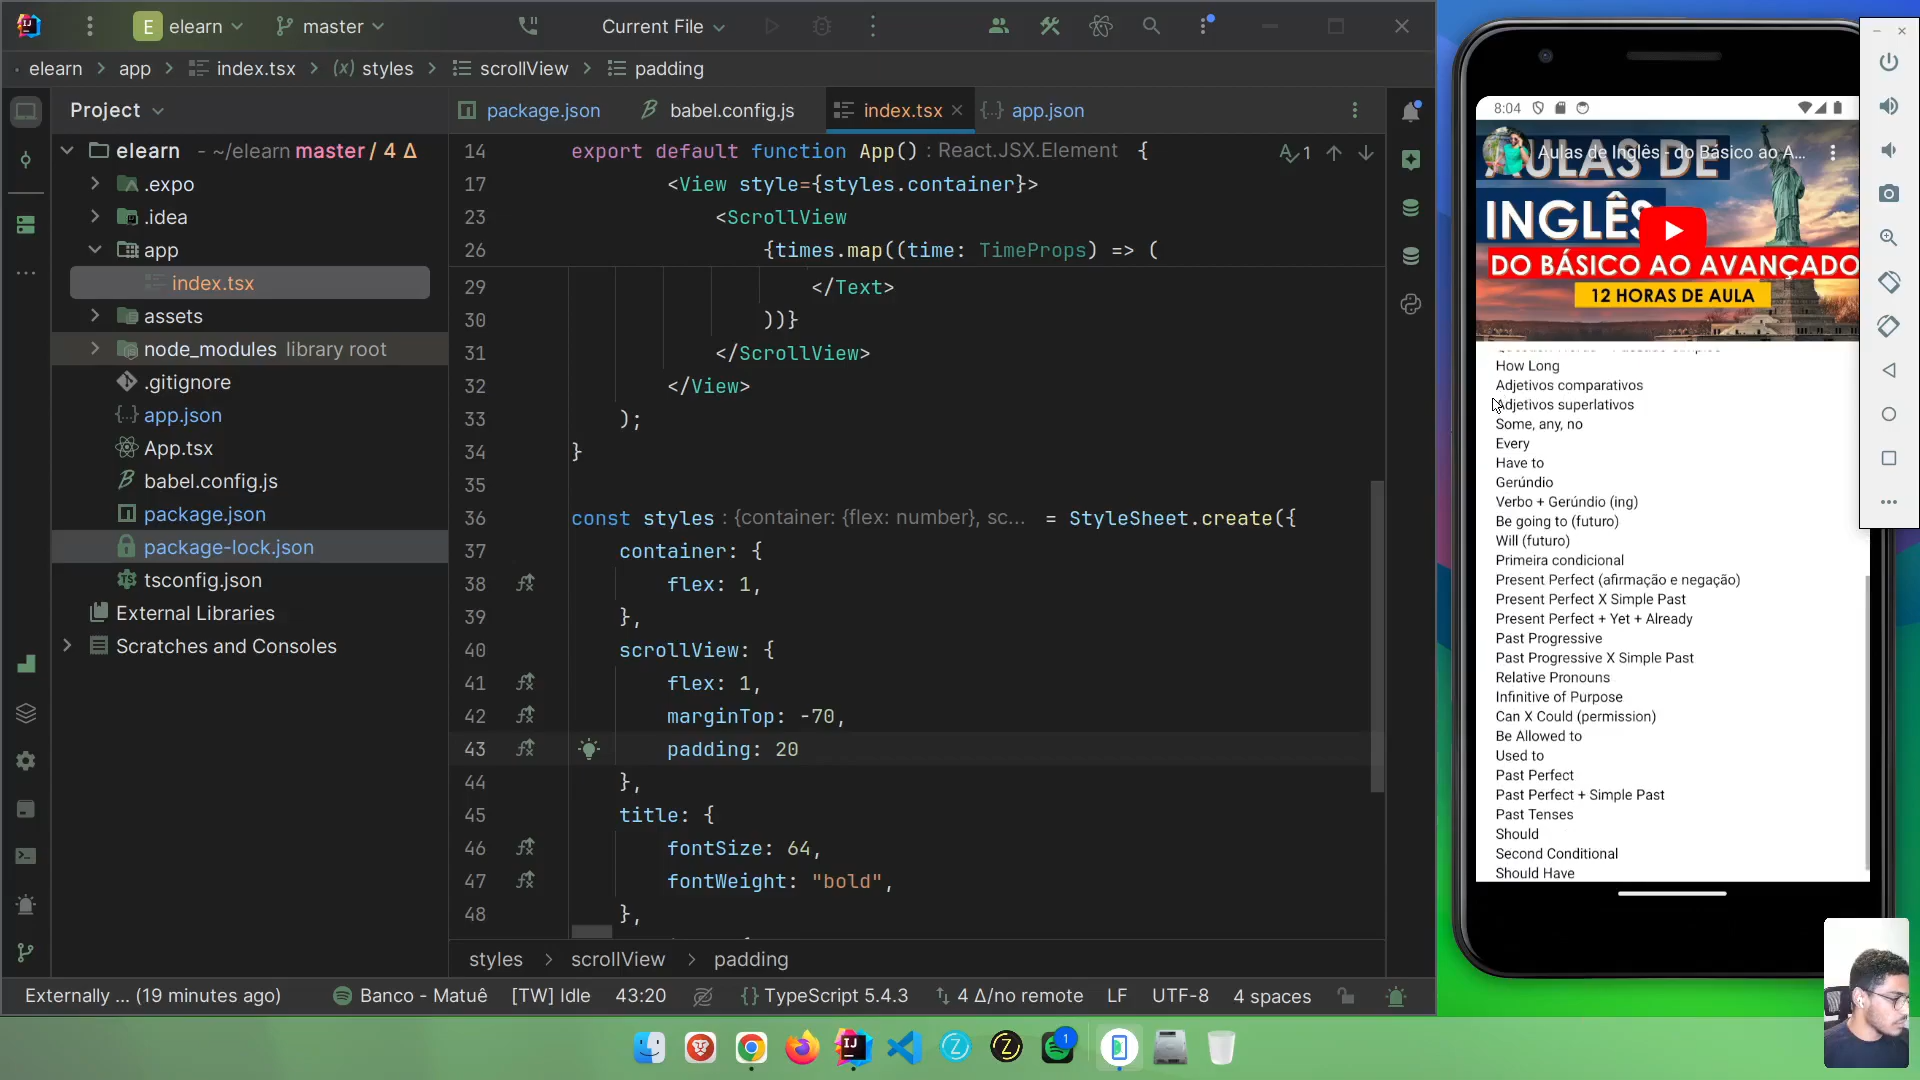 E elearn master Current File
elearn app index.tsx styles scrollView padding
Project
elearn - ~/elearn master / 4 Δ
.expo
.idea
app
index.tsx
assets
node_modules library root
.gitignore
app.json
App.tsx
babel.config.js
package.json
package-lock.json
tsconfig.json
External Libraries
Scratches and Consoles
package.json babel.config.js index.tsx app.json
14 export default function App() : React.JSX.Element {
17 <View style={styles.container}>
23 <ScrollView
26 {times.map((time: TimeProps) => (
29 </Text>
30 ))}
31 </ScrollView>
32 </View>
33 );
34 }
35
36 const styles : {container: {flex: number}, sc... = StyleSheet.create({
37 container: {
38 flex: 1,
39 },
40 scrollView: {
41 flex: 1,
42 marginTop: -70,
43 padding: 20
44 },
45 title: {
46 fontSize: 64,
47 fontWeight: "bold",
48 },
1
styles scrollView padding
Externally ... (19 minutes ago) Banco - Matuê [TW] Idle 43:20 TypeScript 5.4.3 4 Δ/no remote LF UTF-8 4 spaces
8:04
Aulas de Inglês - do Básico ao A...
AULAS DE
INGLÊS
DO BÁSICO AO AVANÇADO
12 HORAS DE AULA
How Long
Adjetivos comparativos
Adjetivos superlativos
Some, any, no
Every
Have to
Gerúndio
Verbo + Gerúndio (ing)
Be going to (futuro)
Will (futuro)
Primeira condicional
Present Perfect (afirmação e negação)
Present Perfect X Simple Past
Present Perfect + Yet + Already
Past Progressive
Past Progressive X Simple Past
Relative Pronouns
Infinitive of Purpose
Can X Could (permission)
Be Allowed to
Used to
Past Perfect
Past Perfect + Simple Past
Past Tenses
Should
Second Conditional
Should Have
1